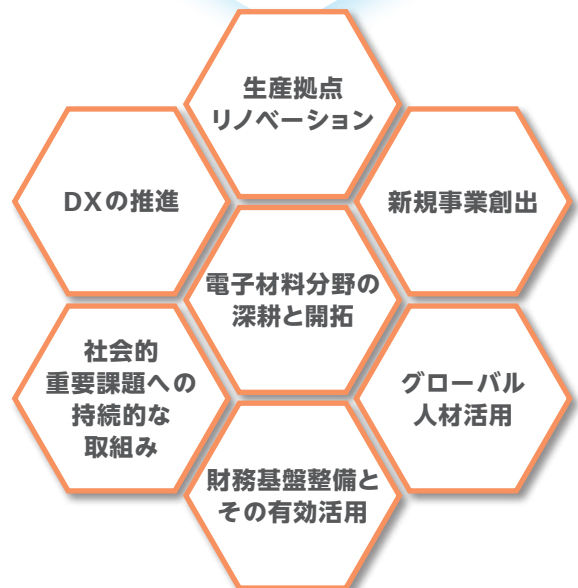 生産拠点
リノベーション
DXの推進
新規事業創出
電子材料分野の
深耕と開拓
社会的
重要課題への
持続的な
取組み
グローバル
人材活用
財務基盤整備と
その有効活用